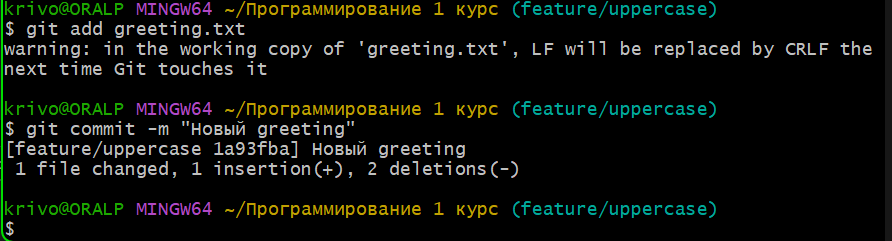 krivo@ORALP MINGW64 ~/Программирование 1 курс (feature/uppercase)
$ git add greeting.txt
warning: in the working copy of 'greeting.txt', LF will be replaced by CRLF the
next time Git touches it
krivo@ORALP MINGW64 ~/Программирование 1 курс (feature/uppercase)
$ git commit -m "Новый greeting"
[feature/uppercase 1a93fba] Новый greeting
 1 file changed, 1 insertion(+), 2 deletions(-)
krivo@ORALP MINGW64 ~/Программирование 1 курс (feature/uppercase)
$